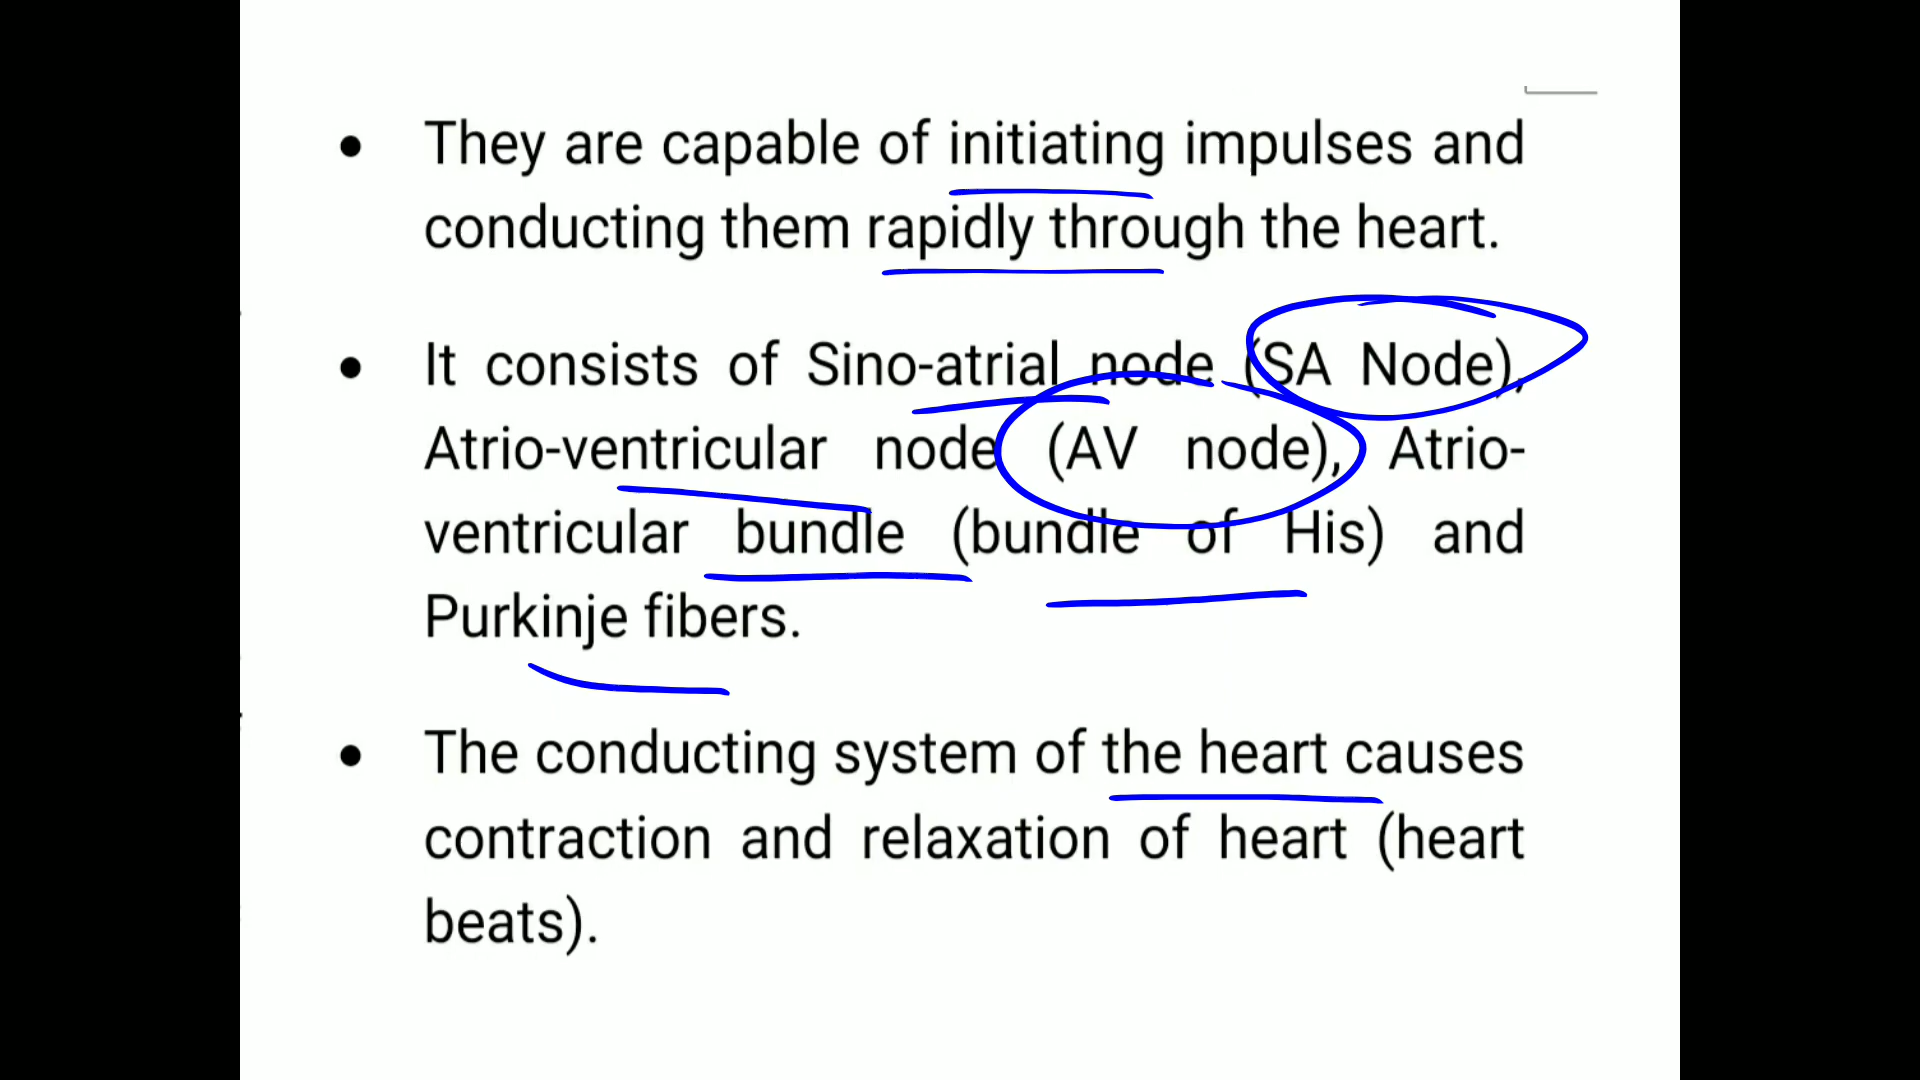 They are capable of initiating impulses and
conducting them rapidly through the heart.
It consists of Sino-atrial node (SA Node),
Atrio-ventricular node (AV node), Atrio-
ventricular bundle (bundle of His) and
Purkinje fibers.
The conducting system of the heart causes
contraction and relaxation of heart (heart
beats).